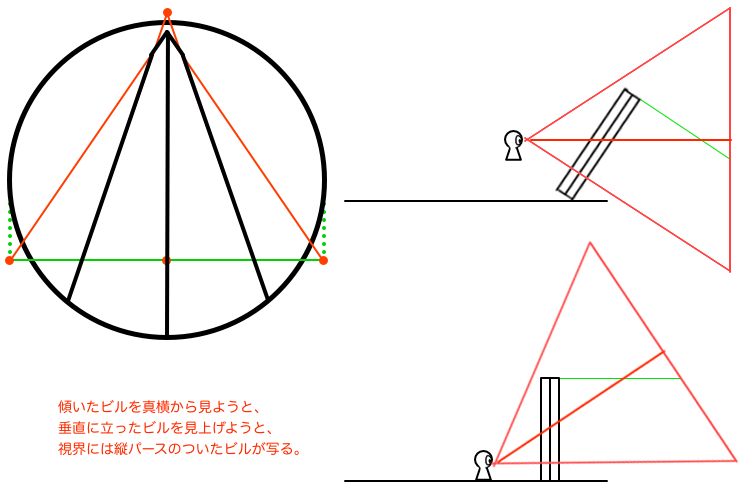 傾いたビルを真横から見ようと、
垂直に立ったビルを見上げようと、
視界には縦パースのついたビルが写る。